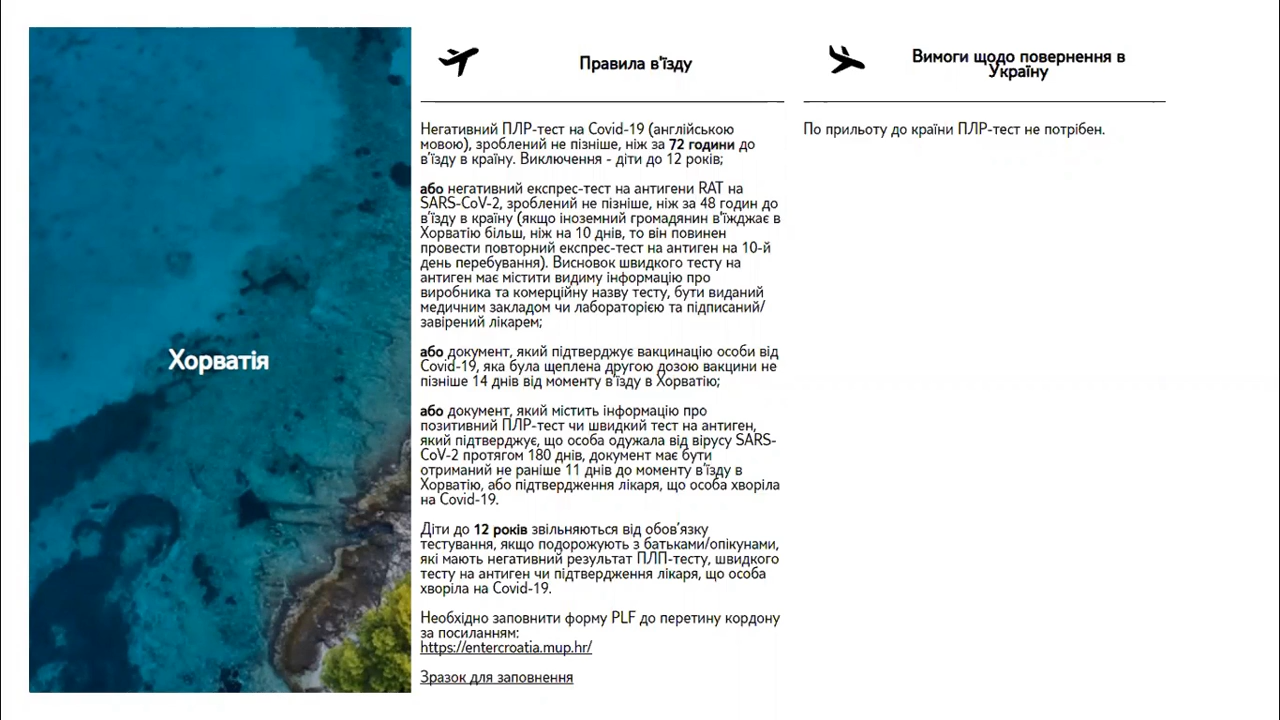 Хорватія
Правила в'їзду
Негативний ПЛР-тест на Covid-19 (англійською
мовою), зроблений не пізніше, ніж за 72 години до
в'їзду в країну. Виключення - діти до 12 років;
або негативний експрес-тест на антигени RAT на
SARS-CoV-2, зроблений не пізніше, ніж за 48 годин до
в'їзду в країну (якщо іноземний громадянин в'їжджає в
Хорватію більш, ніж на 10 днів, то він повинен
провести повторний експрес-тест на антиген на 10-й
день перебування). Висновок швидкого тесту на
антиген має містити видиму інформацію про
виробника та комерційну назву тесту, бути виданий
медичним закладом чи лабораторією та підписаний/
завірений лікарем;
або документ, який підтверджує вакцинацію особи від
Covid-19, яка була щеплена другою дозою вакцини не
пізніше 14 днів від моменту в'їзду в Хорватію;
або документ, який містить інформацію про
позитивний ПЛР-тест чи швидкий тест на антиген,
який підтверджує, що особа одужала від вірусу SARS-
CoV-2 протягом 180 днів, документ має бути
отриманий не раніше 11 днів до моменту в'їзду в
Хорватію, або підтвердження лікаря, що особа хворіла
на Covid-19.
Діти до 12 років звільняються від обов'язку
тестування, якщо подорожують з батьками/опікунами,
які мають негативний результат ПЛП-тесту, швидкого
тесту на антиген чи підтвердження лікаря, що особа
хворіла на Covid-19.
Необхідно заповнити форму PLF до перетину кордону
за посиланням:
https://entercroatia.mup.hr/
Зразок для заповнення
Вимоги щодо повернення в
Україну
По прильоту до країни ПЛР-тест не потрібен.